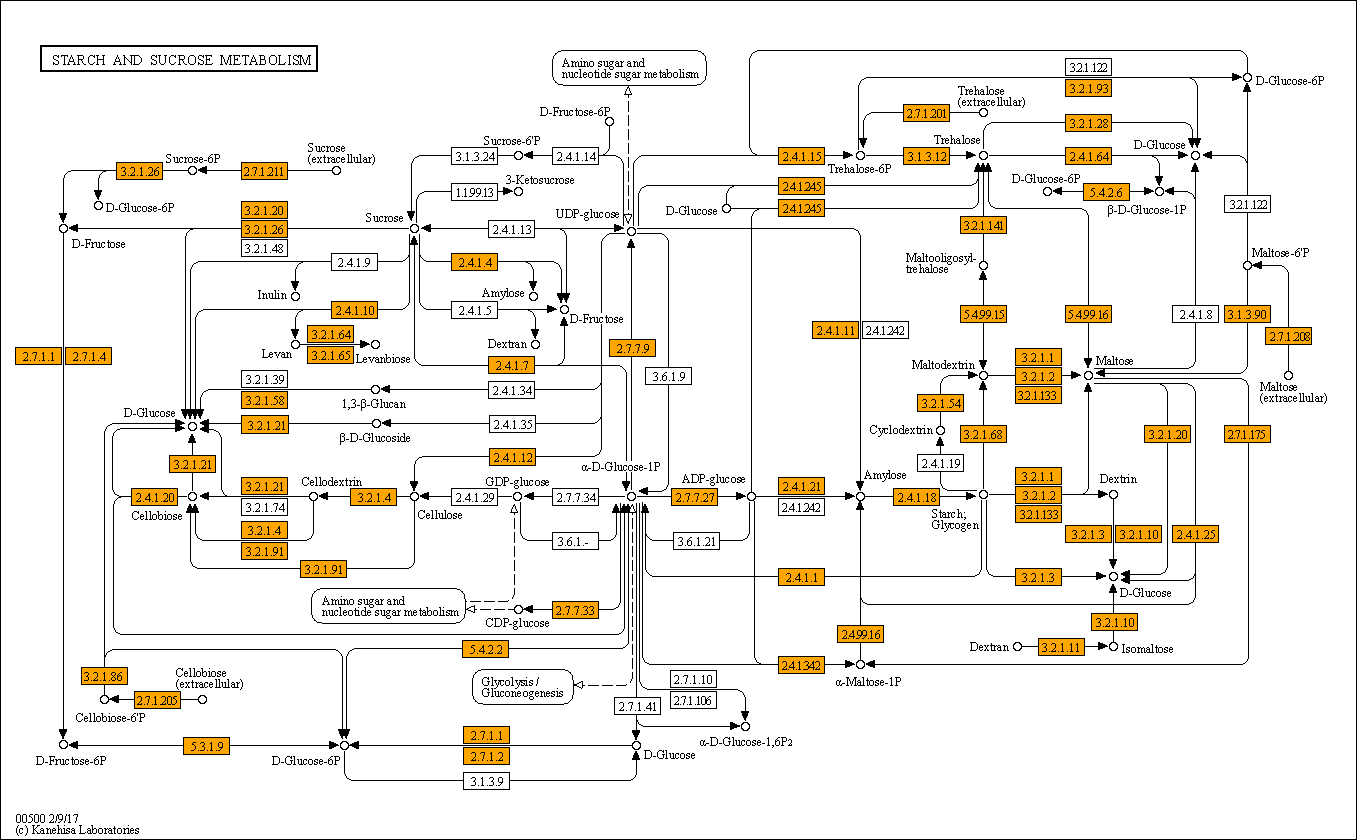 STARCH AND SUCROSE METABOLISM
Amino sugar and
nucleotide sugar metabolism
3.2.1.122
D-Glucose-6P
3.2.1.93
Trehalose
(extracellular)
2.7.1.201
D-Fructose-6P
3.2.1.28
Sucrose-6'P
Trehalose
D-Glucose
Sucrose
(extracellular)
Sucrose-6P
3.1.3.24
2.4.1.14
2.4.1.15
3.1.3.12
2.4.1.64
Trehalose-6P
3.2.1.26
2.7.1.211
3-Ketosucrose
1.1.99.13
2.4.1.245
D-Glucose-6P
5.4.2.6
D-Glucose-6P
3.2.1.20
D-Glucose
2.4.1.245
β-D-Glucose-1P
3.2.1.122
Sucrose
UDP-glucose
3.2.1.26
2.4.1.13
3.2.1.141
D-Fructose
3.2.1.48
Maltose-6'P
2.4.1.9
2.4.1.4
Maltooligosyl-
trehalose
Inulin
Amylose
2.4.1.10
2.4.1.5
D-Fructose
5.4.99.15
5.4.99.16
2.4.1.8
3.1.3.90
3.2.1.64
2.4.1.11
2.4.1.242
2.7.1.208
Levan
3.2.1.65
Levanbiose
Dextran
2.7.7.9
2.7.1.1
2.7.1.4
2.4.1.7
3.2.1.1
Maltodextrin
Maltose
3.6.1.9
3.2.1.2
3.2.1.39
2.4.1.34
3.2.1.133
Maltose
(extracellular)
3.2.1.58
1,3-β-Glucan
3.2.1.54
D-Glucose
3.2.1.21
2.4.1.35
Cyclodextrin
3.2.1.68
3.2.1.20
2.7.1.175
β-D-Glucoside
2.4.1.12
3.2.1.21
α-D-Glucose-1P
2.4.1.19
Cellodextrin
GDP-glucose
ADP-glucose
Amylose
3.2.1.1
Dextrin
3.2.1.21
2.4.1.21
2.4.1.20
3.2.1.4
2.4.1.29
2.7.7.34
2.7.7.27
2.4.1.18
3.2.1.2
3.2.1.74
2.4.1.242
Cellobiose
Cellulose
Starch;
Glycogen
3.2.1.133
3.2.1.4
3.2.1.3
3.2.1.10
2.4.1.25
3.6.1.-
3.6.1.21
3.2.1.91
3.2.1.91
2.4.1.1
3.2.1.3
D-Glucose
Amino sugar and
nucleotide sugar metabolism
2.7.7.33
CDP-glucose
3.2.1.10
2.4.99.16
5.4.2.2
Dextran
3.2.1.11
Isomaltose
2.4.1.342
3.2.1.86
Cellobiose
(extracellular)
Glycolysis /
Gluconeogenesis
2.7.1.10
α-Maltose-1P
2.7.1.205
2.7.1.106
2.7.1.41
Cellobiose-6'P
2.7.1.1
α-D-Glucose-1,6P2
5.3.1.9
2.7.1.2
D-Fructose-6P
D-Glucose-6P
D-Glucose
3.1.3.9
00500 2/9/17
(c) Kanehisa Laboratories